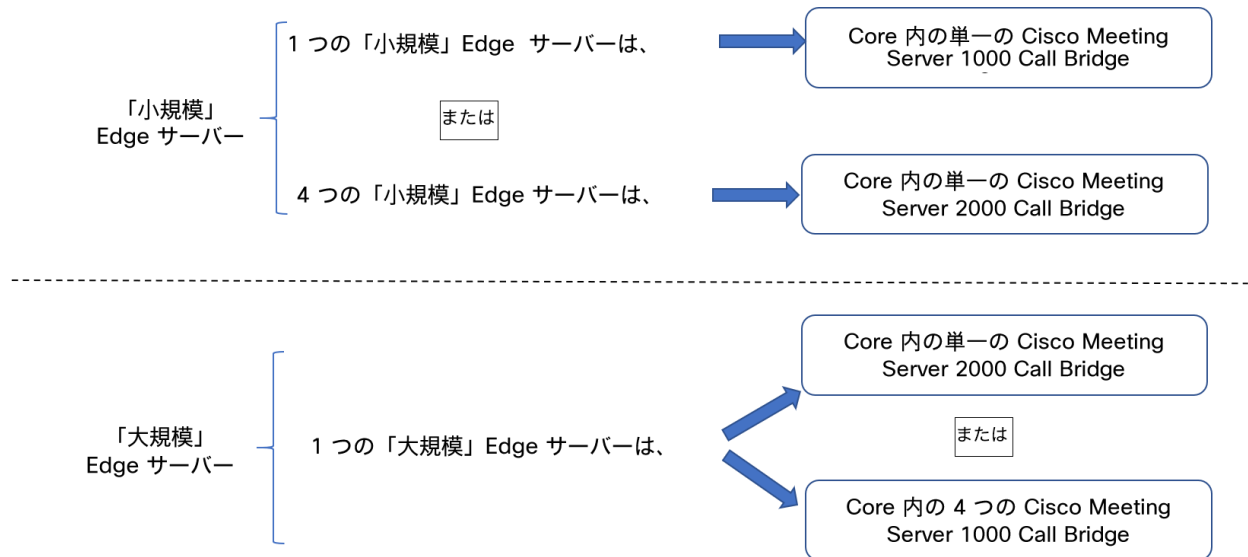 1 つの「小規模」Edge サーバーは、
Core 内の単一の Cisco Meeting
Server 1000 Call Bridge
「小規模」
Edge サーバー
または
4 つの「小規模」Edge サーバーは、
Core 内の単一の Cisco Meeting
Server 2000 Call Bridge
Core 内の単一の Cisco Meeting
Server 2000 Call Bridge
「大規模」
Edge サーバー
1 つの「大規模」Edge サーバーは、
または
Core 内の 4 つの Cisco Meeting
Server 1000 Call Bridge